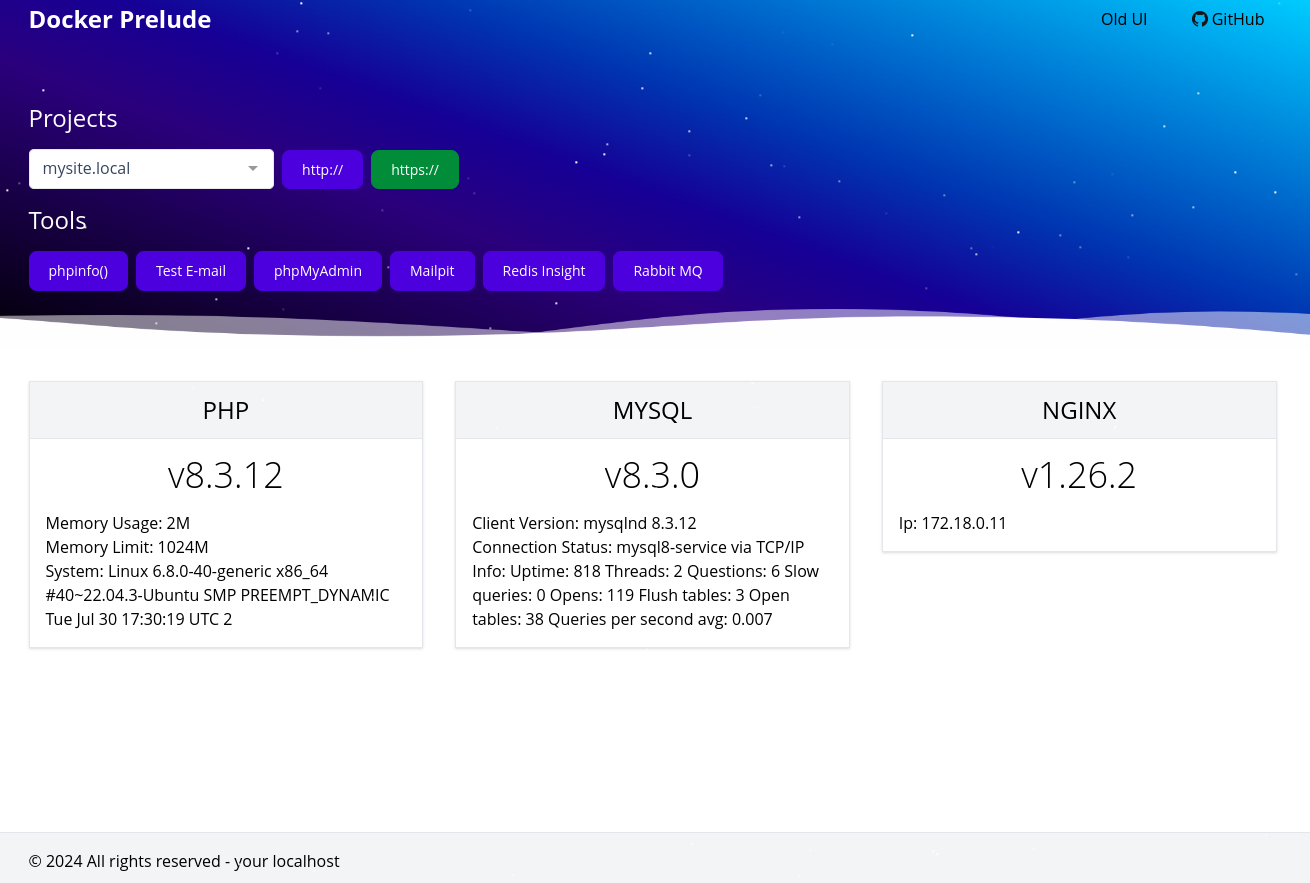 Docker Prelude
Old UI
GitHub
Projects
mysite.local
http://
https://
Tools
phpinfo()
Test E-mail
phpMyAdmin
Mailpit
Redis Insight
Rabbit MQ
PHP
v8.3.12
Memory Usage: 2M
Memory Limit: 1024M
System: Linux 6.8.0-40-generic x86_64
#40~22.04.3-Ubuntu SMP PREEMPT_DYNAMIC
Tue Jul 30 17:30:19 UTC 2
MYSQL
v8.3.0
Client Version: mysqlnd 8.3.12
Connection Status: mysql8-service via TCP/IP
Info: Uptime: 818 Threads: 2 Questions: 6 Slow
queries: 0 Opens: 119 Flush tables: 3 Open
tables: 38 Queries per second avg: 0.007
NGINX
v1.26.2
Ip: 172.18.0.11
© 2024 All rights reserved - your localhost